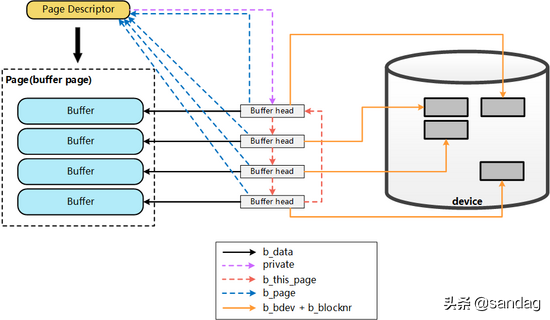 Page Descriptor
Page(buffer page)
Buffer
Buffer
Buffer
Buffer
Buffer head
Buffer head
Buffer head
Buffer head
device
b_data
private
b_this_page
b_page
b_bdev + b_blocknr
头条 @sandag